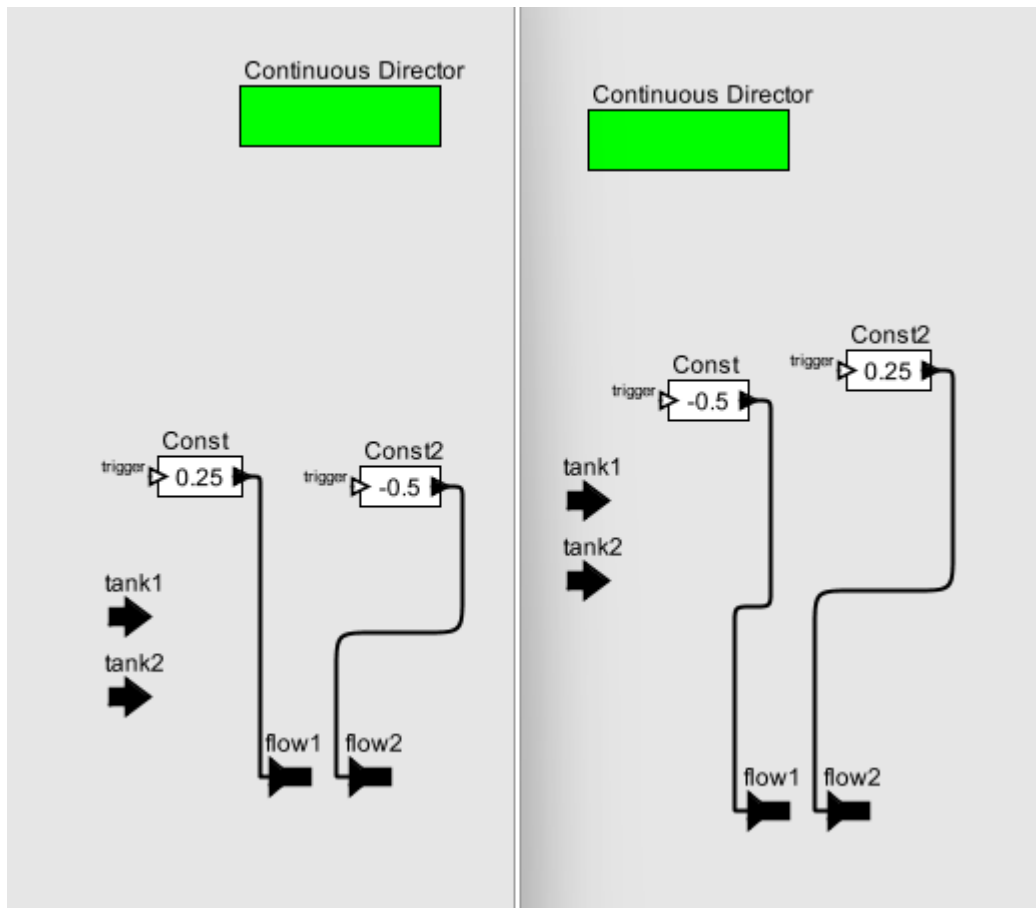 Continuous Director
Const
trigger
0.25
Const2
trigger
-0.5
tank1
tank2
flow1
flow2
Continuous Director
Const2
trigger
0.25
Const
trigger
-0.5
tank1
tank2
flow1
flow2